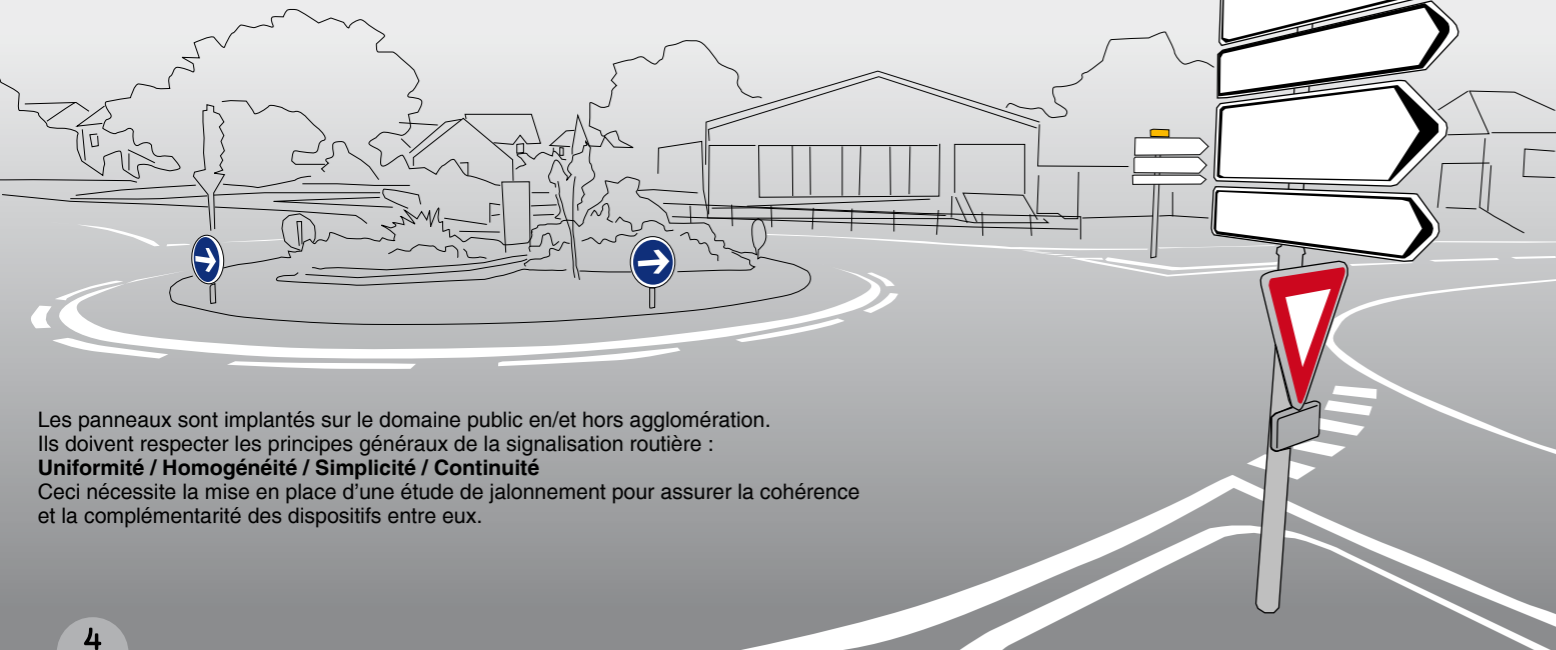 Les panneaux sont implantés sur le domaine public en/et hors agglomération.
Ils doivent respecter les principes généraux de la signalisation routière :
Uniformité / Homogénéité / Simplicité / Continuité
Ceci nécessite la mise en place d’une étude de jalonnement pour assurer la cohérence
et la complémentarité des dispositifs entre eux.
4